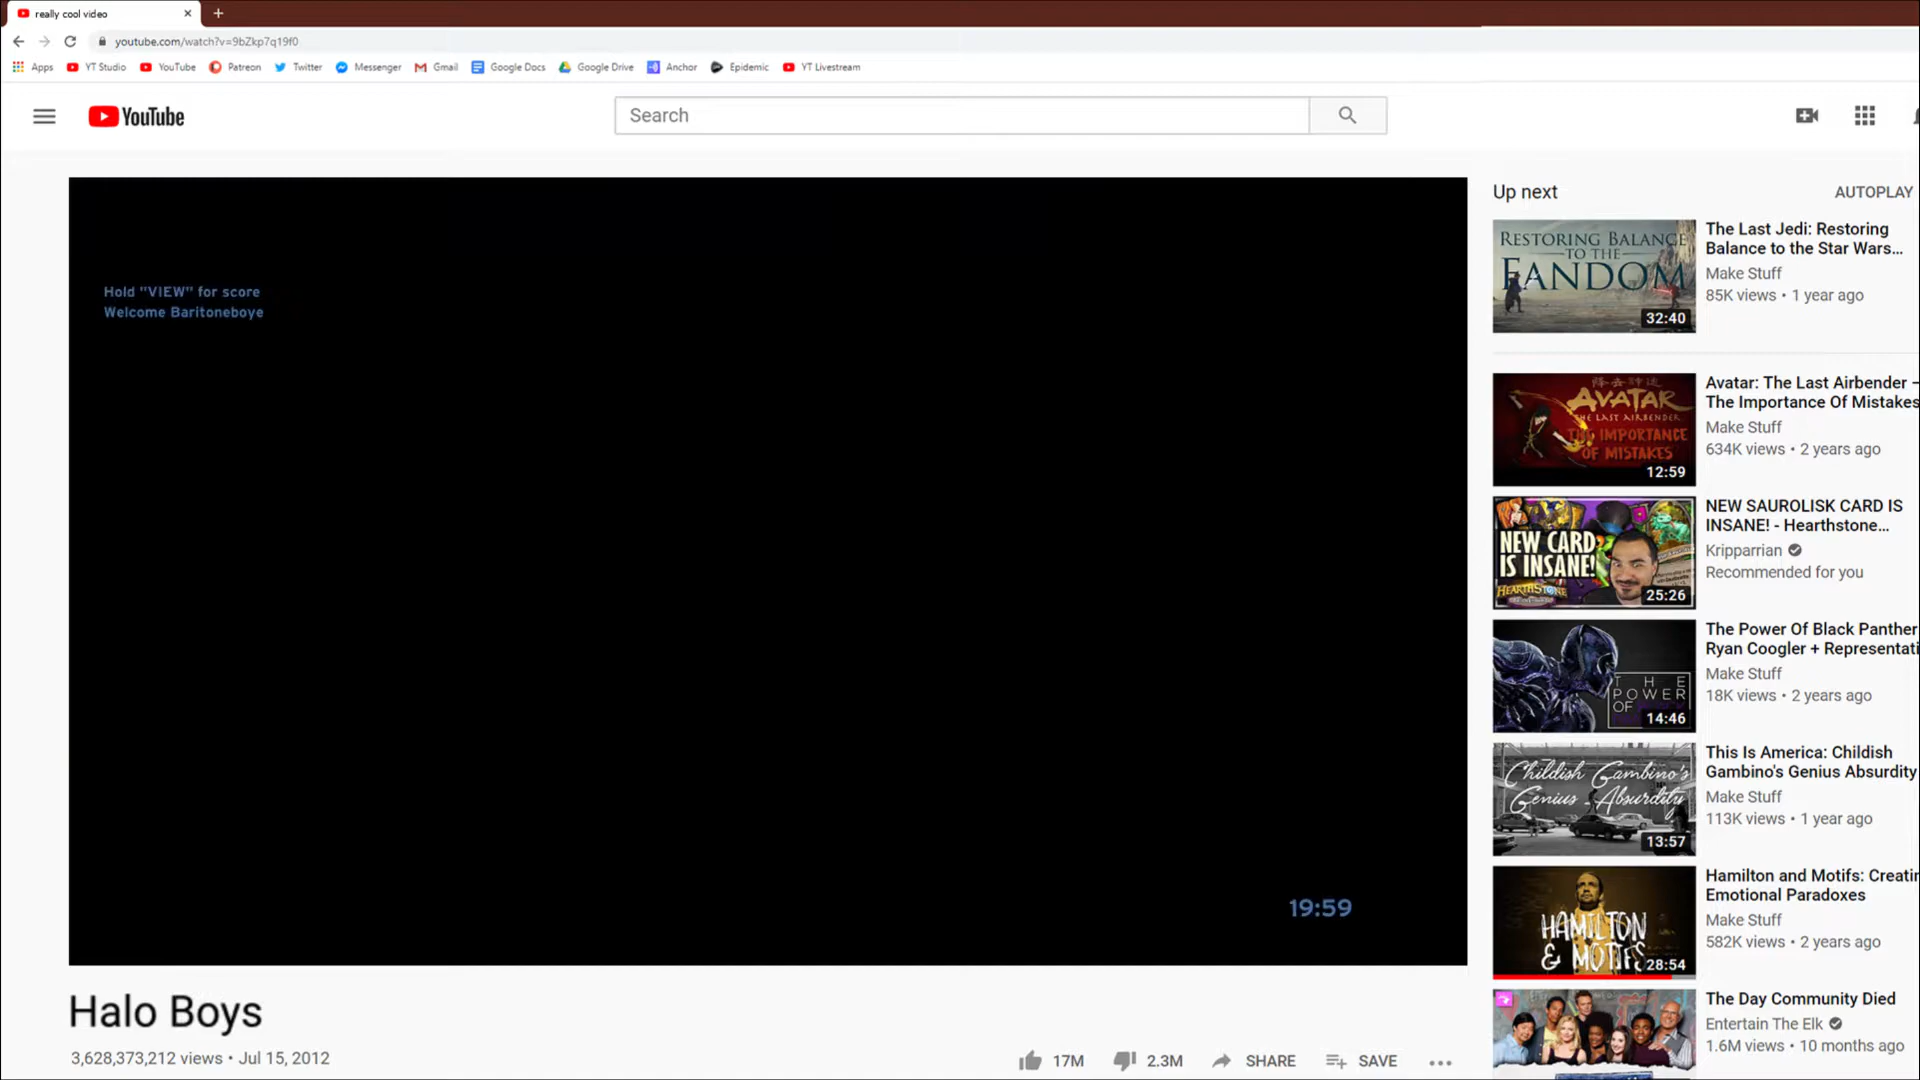 really cool video
youtube.com/watch?v=9bZkp7q19f0
Apps YT Studio YouTube Patreon Twitter Messenger Gmail Google Docs Google Drive Anchor Epidemic YT Livestream
YouTube
Search
Hold "VIEW" for score
Welcome Baritoneboye
19:59
Halo Boys
3,628,373,212 views • Jul 15, 2012
17M 2.3M SHARE SAVE
Up next AUTOPLAY
RESTORING BALANCE
TO THE
FANDOM
32:40
The Last Jedi: Restoring
Balance to the Star Wars...
Make Stuff
85K views • 1 year ago
AVATAR
THE LAST AIRBENDER
THE IMPORTANCE
OF MISTAKES
12:59
Avatar: The Last Airbender –
The Importance Of Mistakes
Make Stuff
634K views • 2 years ago
NEW CARD
IS INSANE!
HEARTHSTONE
25:26
NEW SAUROLISK CARD IS
INSANE! - Hearthstone...
Kripparrian
Recommended for you
THE
POWER
OF
14:46
The Power Of Black Panther
Ryan Coogler + Representati
Make Stuff
18K views • 2 years ago
Childish Gambino's
Genius Absurdity
13:57
This Is America: Childish
Gambino's Genius Absurdity
Make Stuff
113K views • 1 year ago
HAMILTON
& MOTIFS
28:54
Hamilton and Motifs: Creatin
Emotional Paradoxes
Make Stuff
582K views • 2 years ago
The Day Community Died
Entertain The Elk
1.6M views • 10 months ago